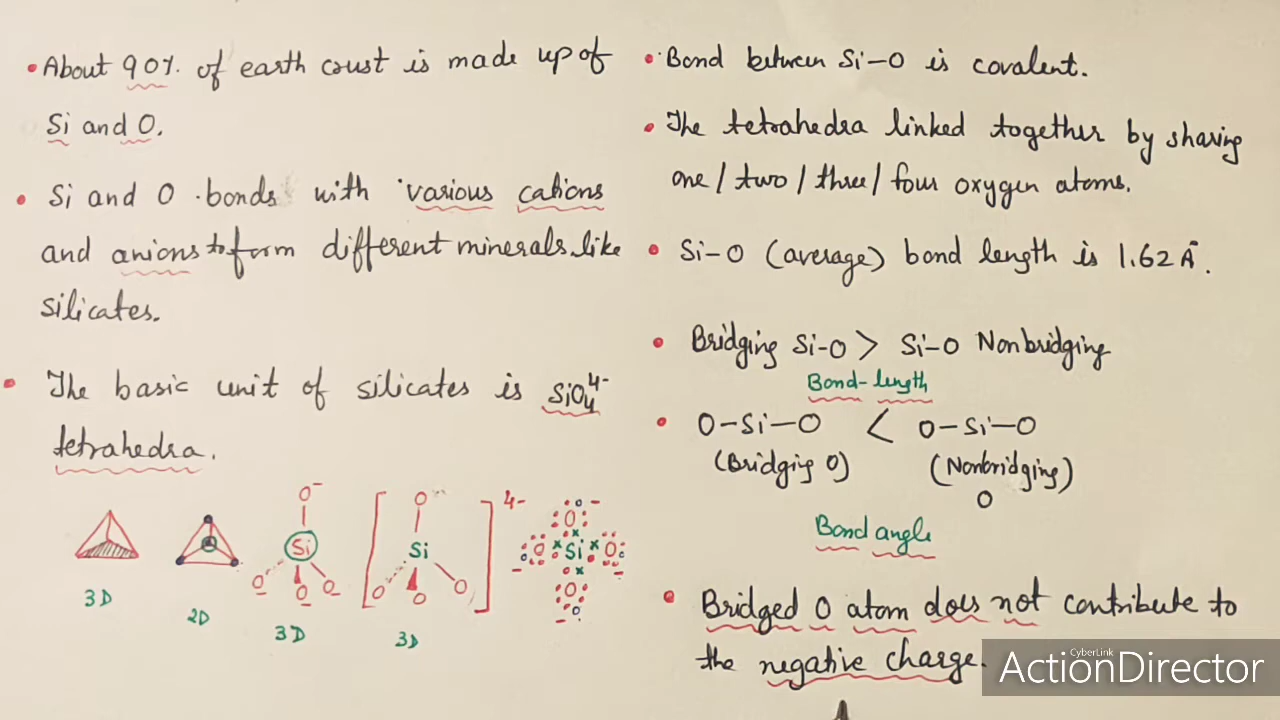 • About 90% of earth crust is made up of
Si and O.
• Si and O bonds with various cations
and anions to form different minerals like
silicates.
• The basic unit of silicates is SiO₄⁴⁻
tetrahedra.
O⁻
Si
O⁻ O⁻ O⁻
3D
2D
3D
[ O
Si
O O O ]⁴⁻
3D
O⁻
⁻O Si O⁻
O⁻
• Bond between Si-O is covalent.
• The tetrahedra linked together by sharing
one/two/three/four oxygen atoms.
• Si-O (average) bond length is 1.62 Å.
• Bridging Si-O > Si-O Nonbridging
Bond-length
• O-Si-O < O-Si-O
(Bridging O) (Nonbridging)
O
Bond angle
• Bridged O atom does not contribute to
the negative charge.
CyberLink
ActionDirector